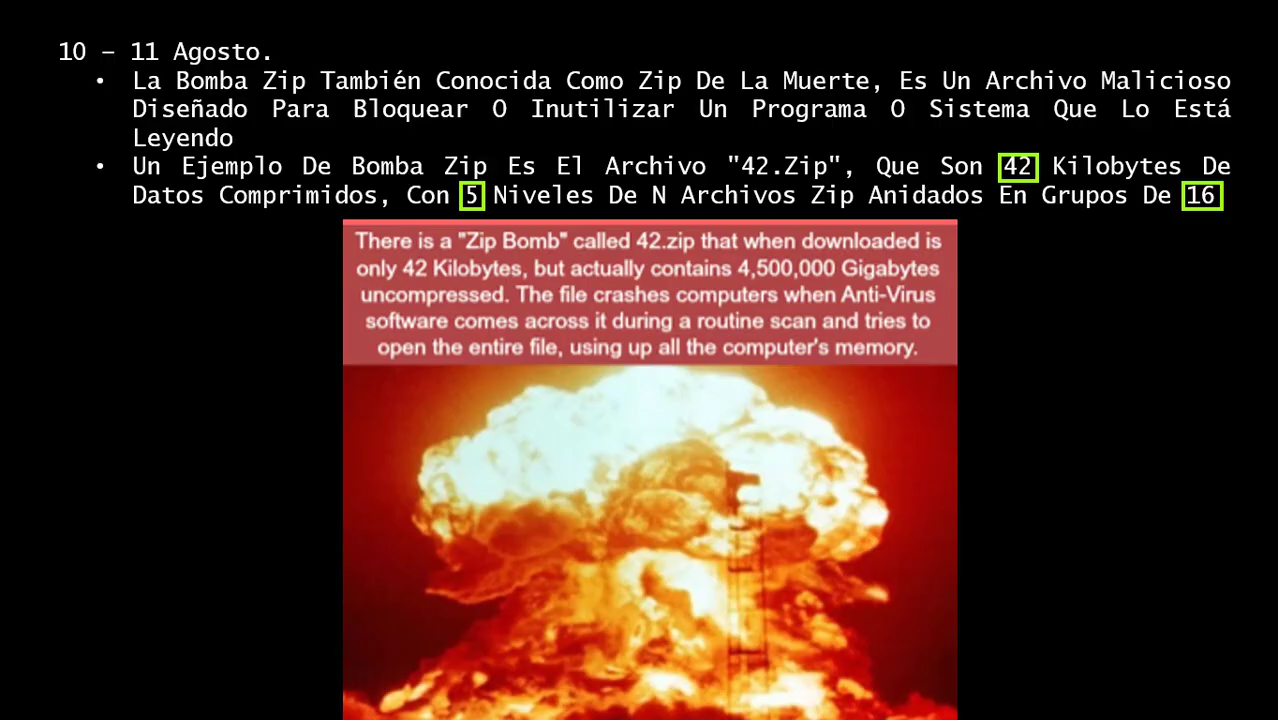 10 – 11 Agosto.
• La Bomba Zip También Conocida Como Zip De La Muerte, Es Un Archivo Malicioso
Diseñado Para Bloquear O Inutilizar Un Programa O Sistema Que Lo Está
Leyendo
• Un Ejemplo De Bomba Zip Es El Archivo "42.Zip", Que Son 42 Kilobytes De
Datos Comprimidos, Con 5 Niveles De N Archivos Zip Anidados En Grupos De 16
There is a "Zip Bomb" called 42.zip that when downloaded is
only 42 Kilobytes, but actually contains 4,500,000 Gigabytes
uncompressed. The file crashes computers when Anti-Virus
software comes across it during a routine scan and tries to
open the entire file, using up all the computer's memory.